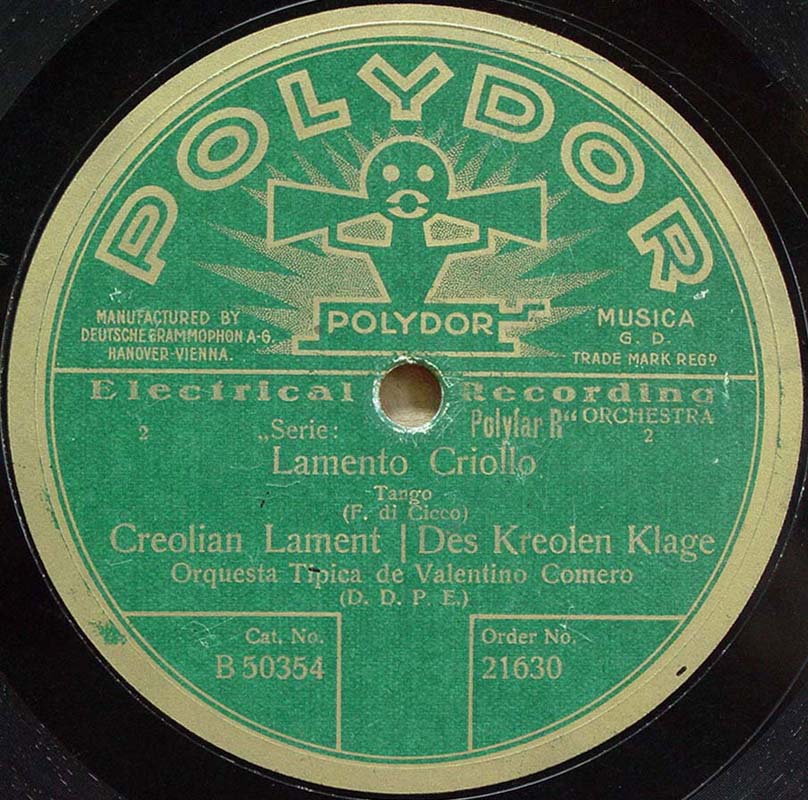 POLYDOR
POLYDOR
MANUFACTURED BY
DEUTSCHE GRAMMOPHON A-G.
HANOVER-VIENNA.
MUSICA
G. D.
TRADE MARK REGD
Electrical Recording
ORCHESTRA
2 „Serie: Polyfar R“ 2
Lamento Criollo
Tango
(F. di Cicco)
Creolian Lament | Des Kreolen Klage
Orquesta Típica de Valentino Comero
(D. D. P. E.)
Cat. No.
B 50354
Order No.
21630